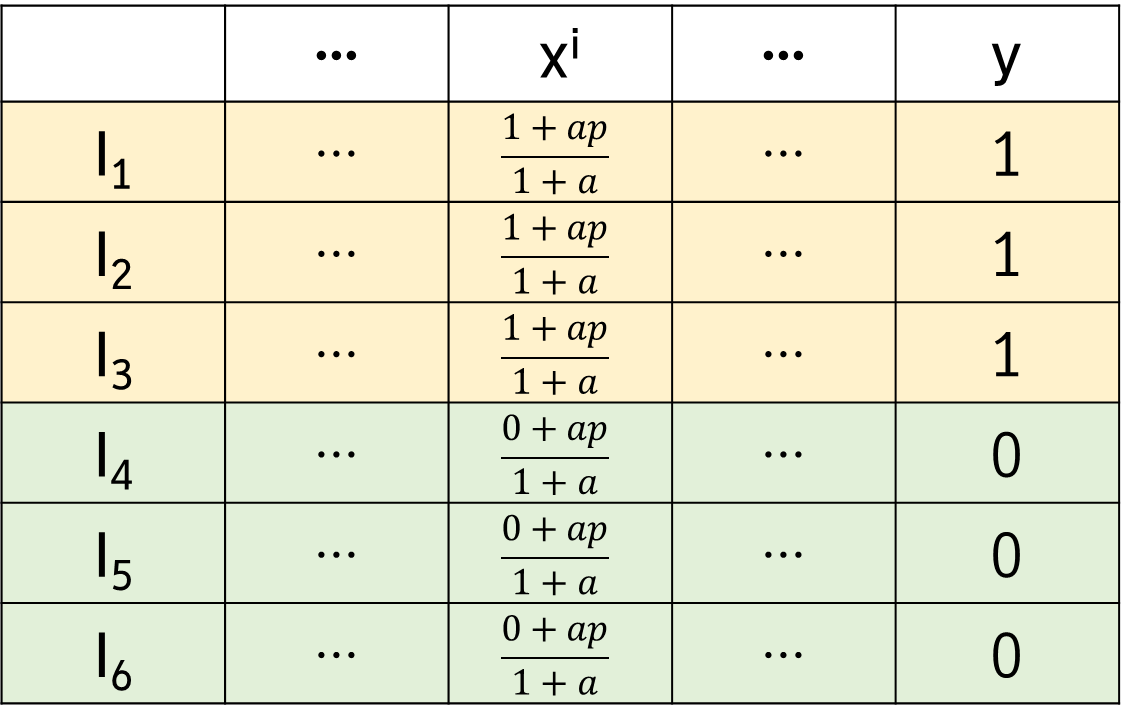 ... xⁱ ... y
I₁ ... (1 + ap)/(1 + a) ... 1
I₂ ... (1 + ap)/(1 + a) ... 1
I₃ ... (1 + ap)/(1 + a) ... 1
I₄ ... (0 + ap)/(1 + a) ... 0
I₅ ... (0 + ap)/(1 + a) ... 0
I₆ ... (0 + ap)/(1 + a) ... 0